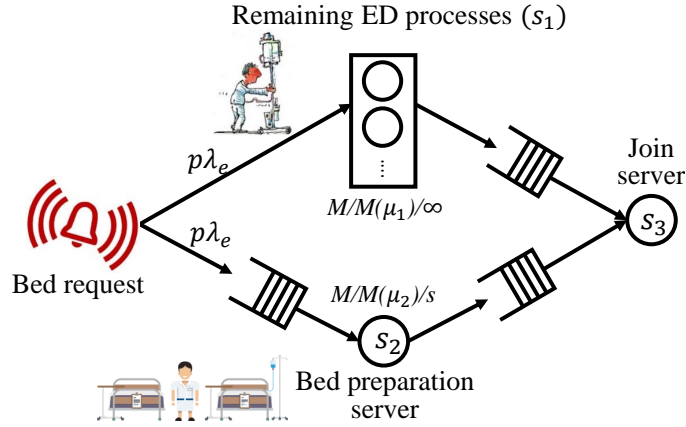 Remaining ED processes (s₁)
pλₑ
M/M(μ₁)/∞
Join
server
s₃
Bed request
pλₑ
M/M(μ₂)/s
s₂
Bed preparation
server